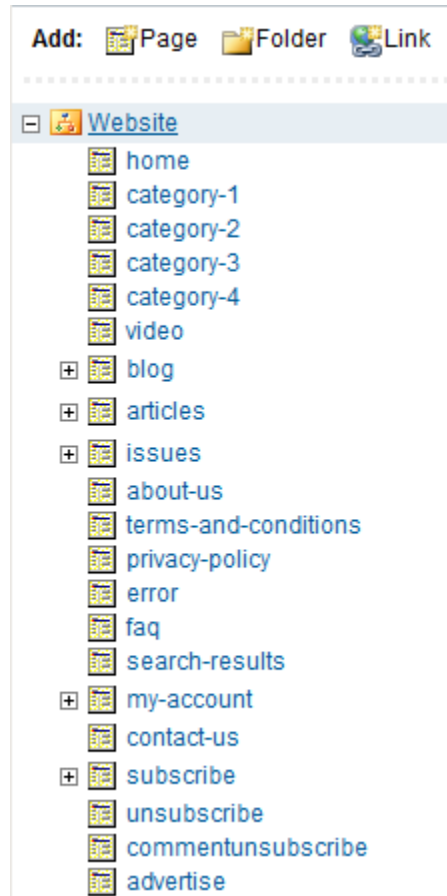 Add: Page Folder Link
Website
home
category-1
category-2
category-3
category-4
video
blog
articles
issues
about-us
terms-and-conditions
privacy-policy
error
faq
search-results
my-account
contact-us
subscribe
unsubscribe
commentunsubscribe
advertise